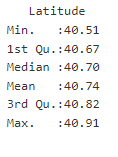 Latitude
Min.   :40.51
1st Qu.:40.67
Median :40.70
Mean   :40.74
3rd Qu.:40.82
Max.   :40.91